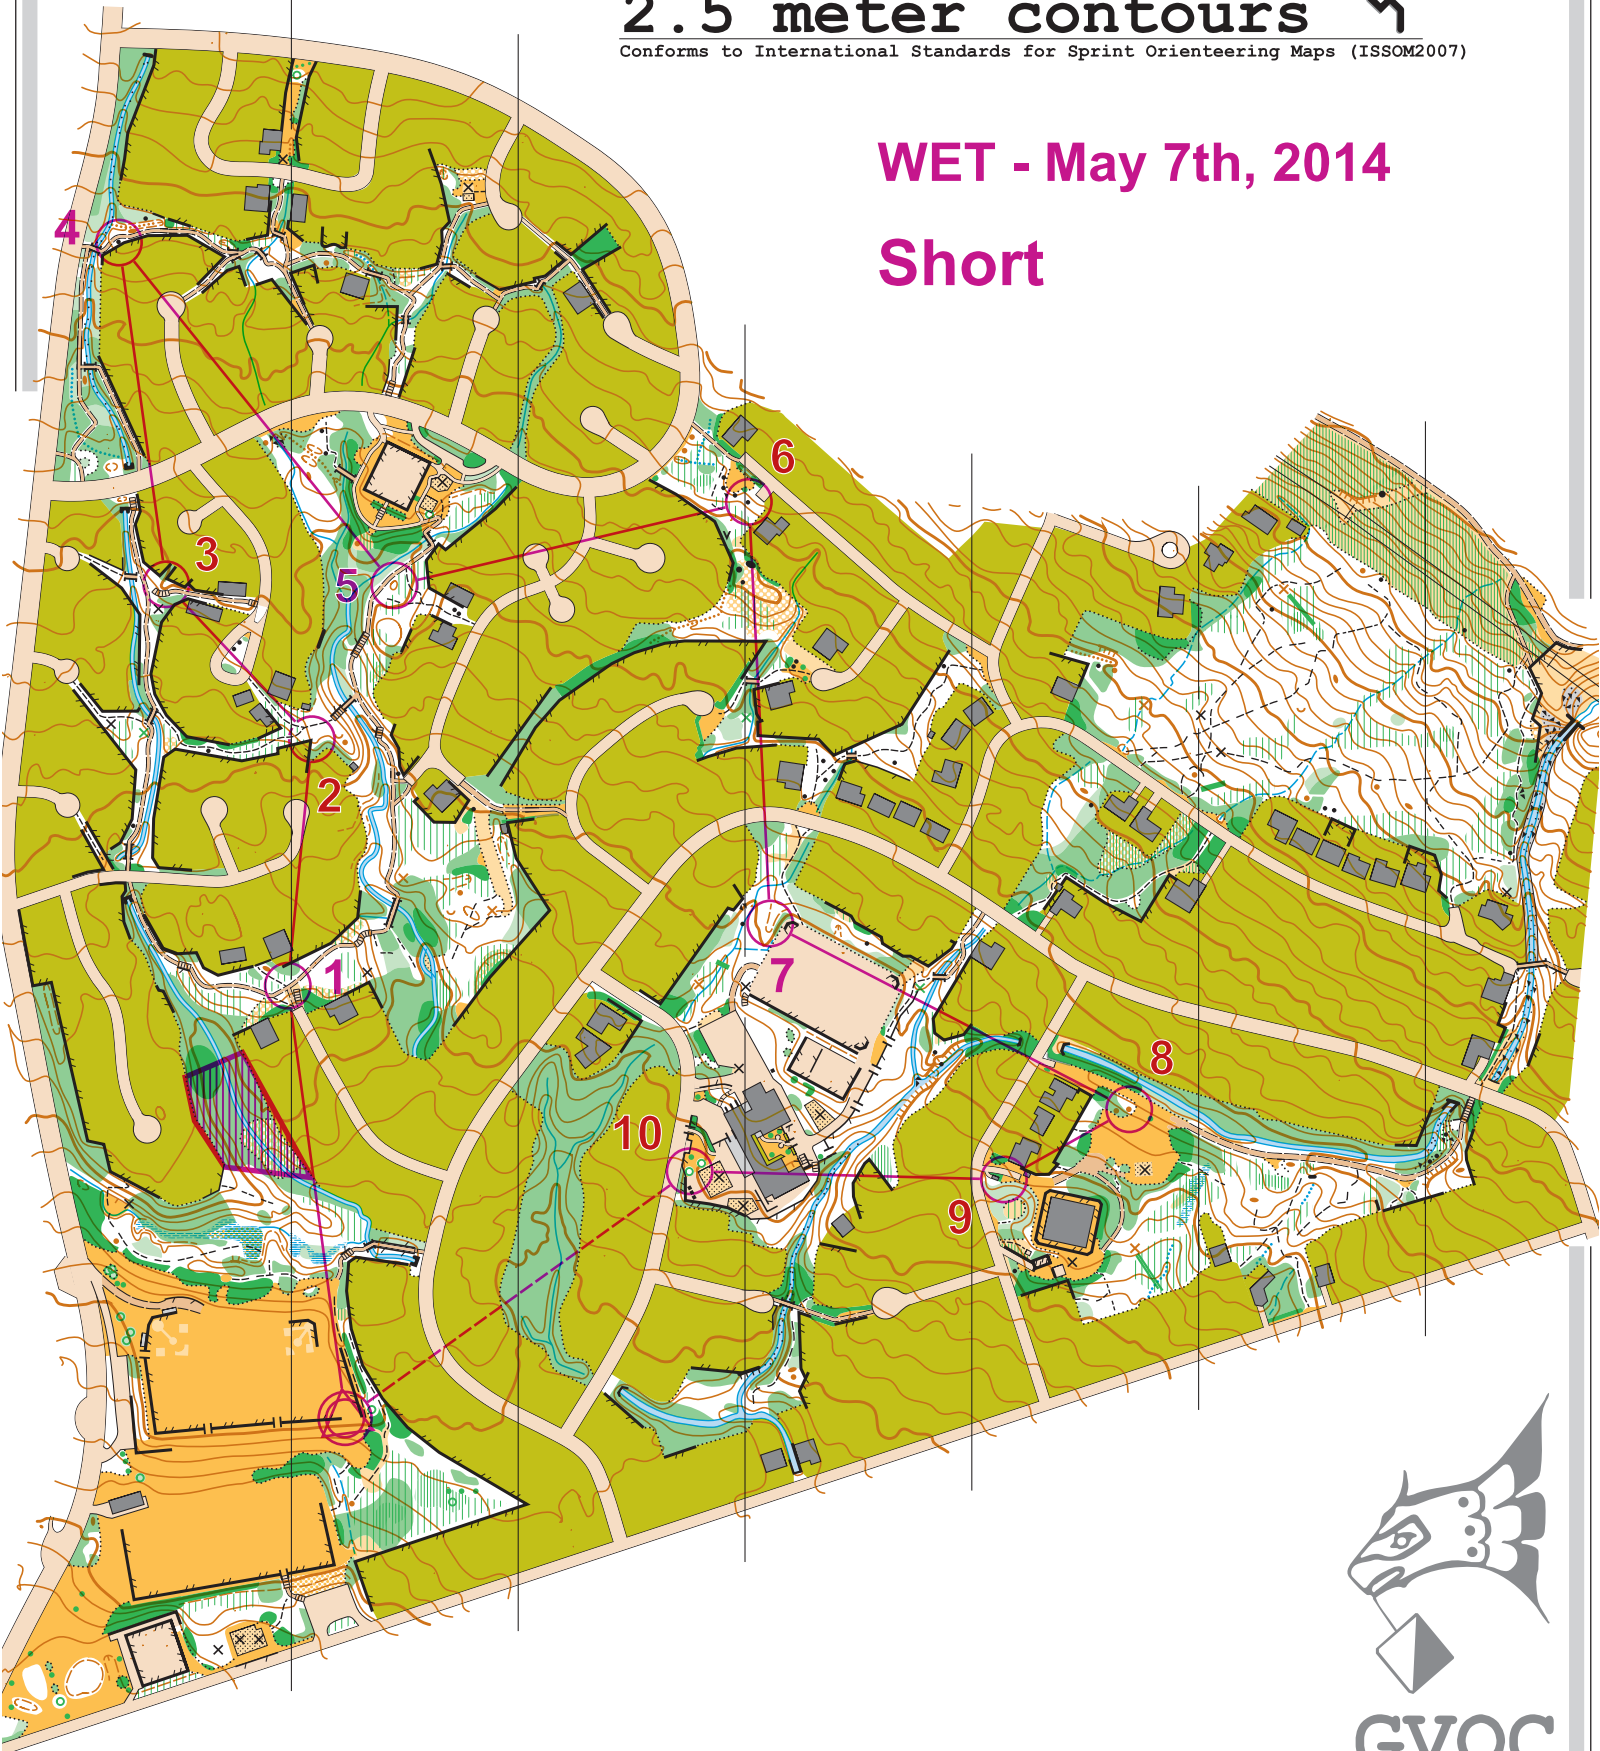 2.5 meter contours
Conforms to International Standards for Sprint Orienteering Maps (ISSOM2007)
WET - May 7th, 2014
Short
4
6
3
5
2
1
7
8
10
9
GVOC